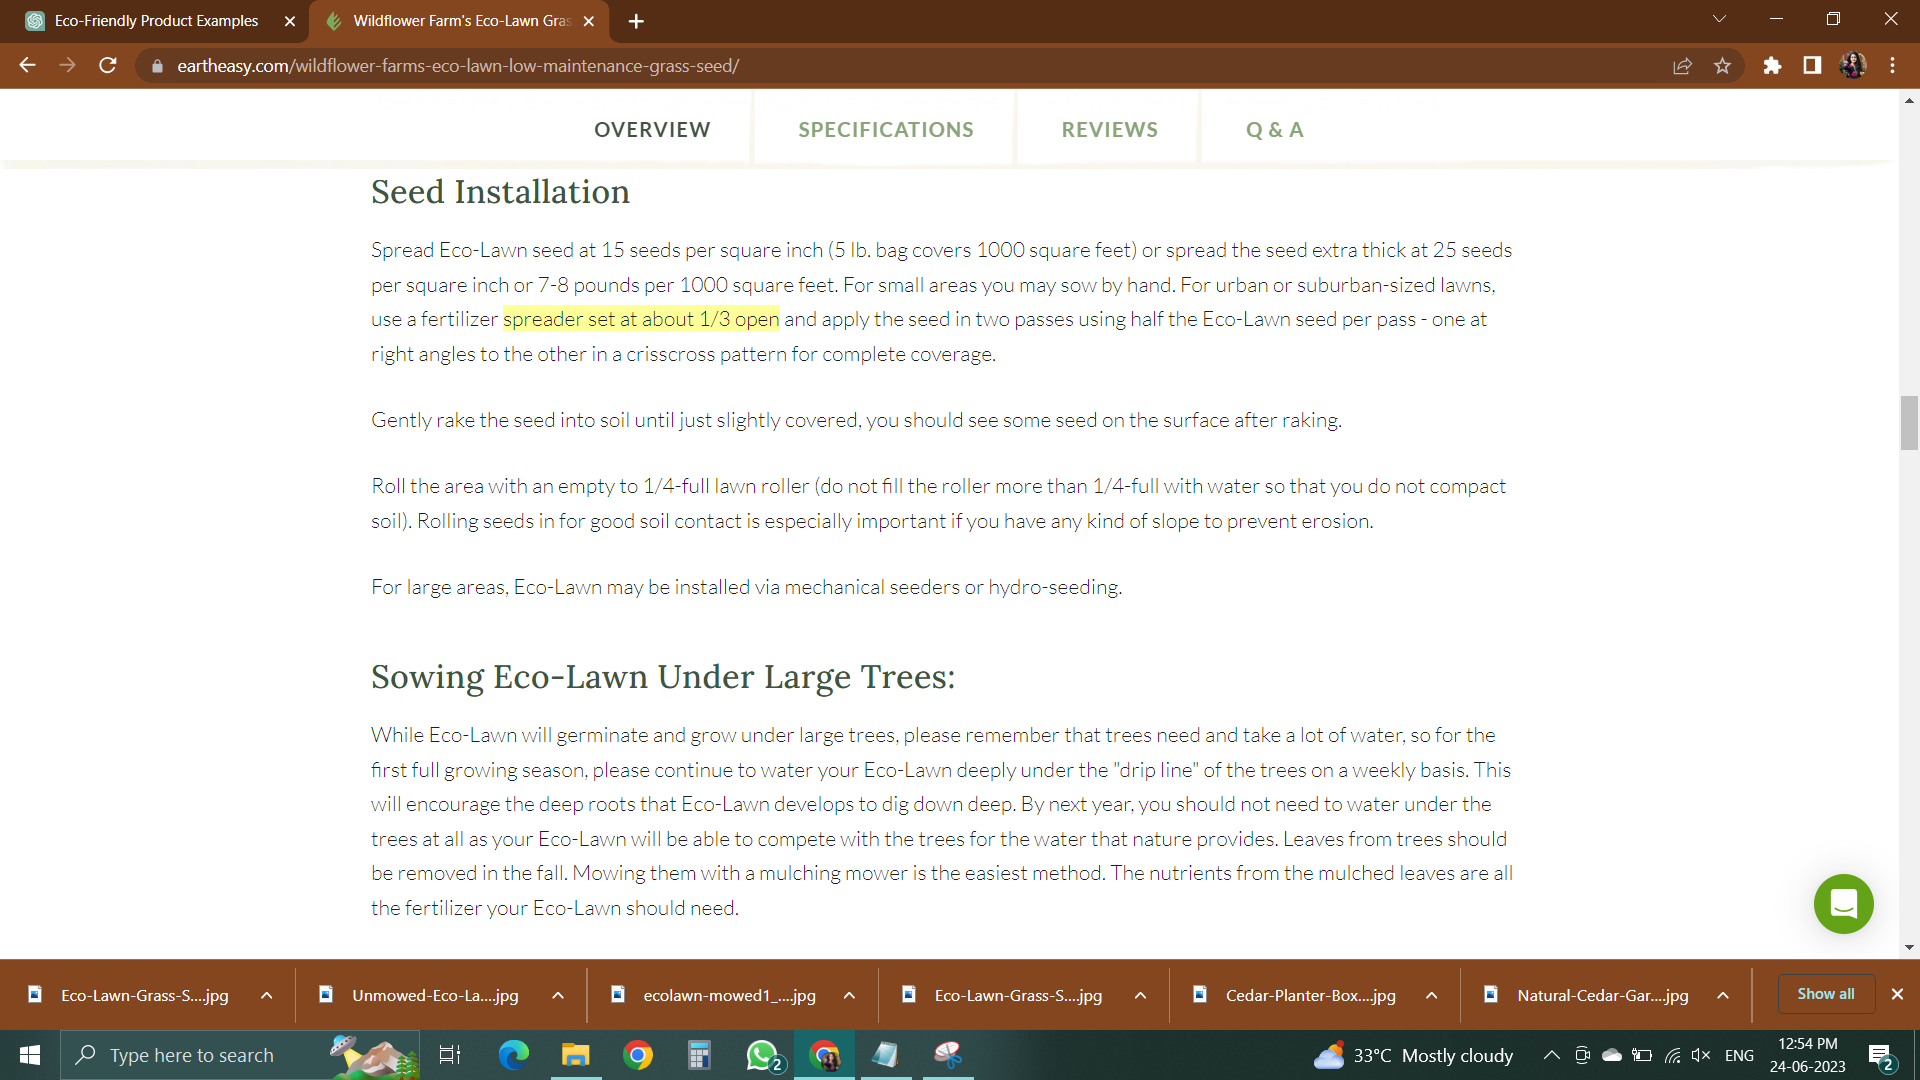 Eco-Friendly Product Examples
Wildflower Farm's Eco-Lawn Gras
eartheasy.com/wildflower-farms-eco-lawn-low-maintenance-grass-seed/
OVERVIEW SPECIFICATIONS REVIEWS Q & A
Seed Installation
Spread Eco-Lawn seed at 15 seeds per square inch (5 lb. bag covers 1000 square feet) or spread the seed extra thick at 25 seeds
per square inch or 7-8 pounds per 1000 square feet. For small areas you may sow by hand. For urban or suburban-sized lawns,
use a fertilizer spreader set at about 1/3 open and apply the seed in two passes using half the Eco-Lawn seed per pass - one at
right angles to the other in a crisscross pattern for complete coverage.
Gently rake the seed into soil until just slightly covered, you should see some seed on the surface after raking.
Roll the area with an empty to 1/4-full lawn roller (do not fill the roller more than 1/4-full with water so that you do not compact
soil). Rolling seeds in for good soil contact is especially important if you have any kind of slope to prevent erosion.
For large areas, Eco-Lawn may be installed via mechanical seeders or hydro-seeding.
Sowing Eco-Lawn Under Large Trees:
While Eco-Lawn will germinate and grow under large trees, please remember that trees need and take a lot of water, so for the
first full growing season, please continue to water your Eco-Lawn deeply under the "drip line" of the trees on a weekly basis. This
will encourage the deep roots that Eco-Lawn develops to dig down deep. By next year, you should not need to water under the
trees at all as your Eco-Lawn will be able to compete with the trees for the water that nature provides. Leaves from trees should
be removed in the fall. Mowing them with a mulching mower is the easiest method. The nutrients from the mulched leaves are all
the fertilizer your Eco-Lawn should need.
Eco-Lawn-Grass-S....jpg Unmowed-Eco-La....jpg ecolawn-mowed1_....jpg Eco-Lawn-Grass-S....jpg Cedar-Planter-Box....jpg Natural-Cedar-Gar....jpg Show all
Type here to search 2 33°C Mostly cloudy ENG 12:54 PM
24-06-2023 2